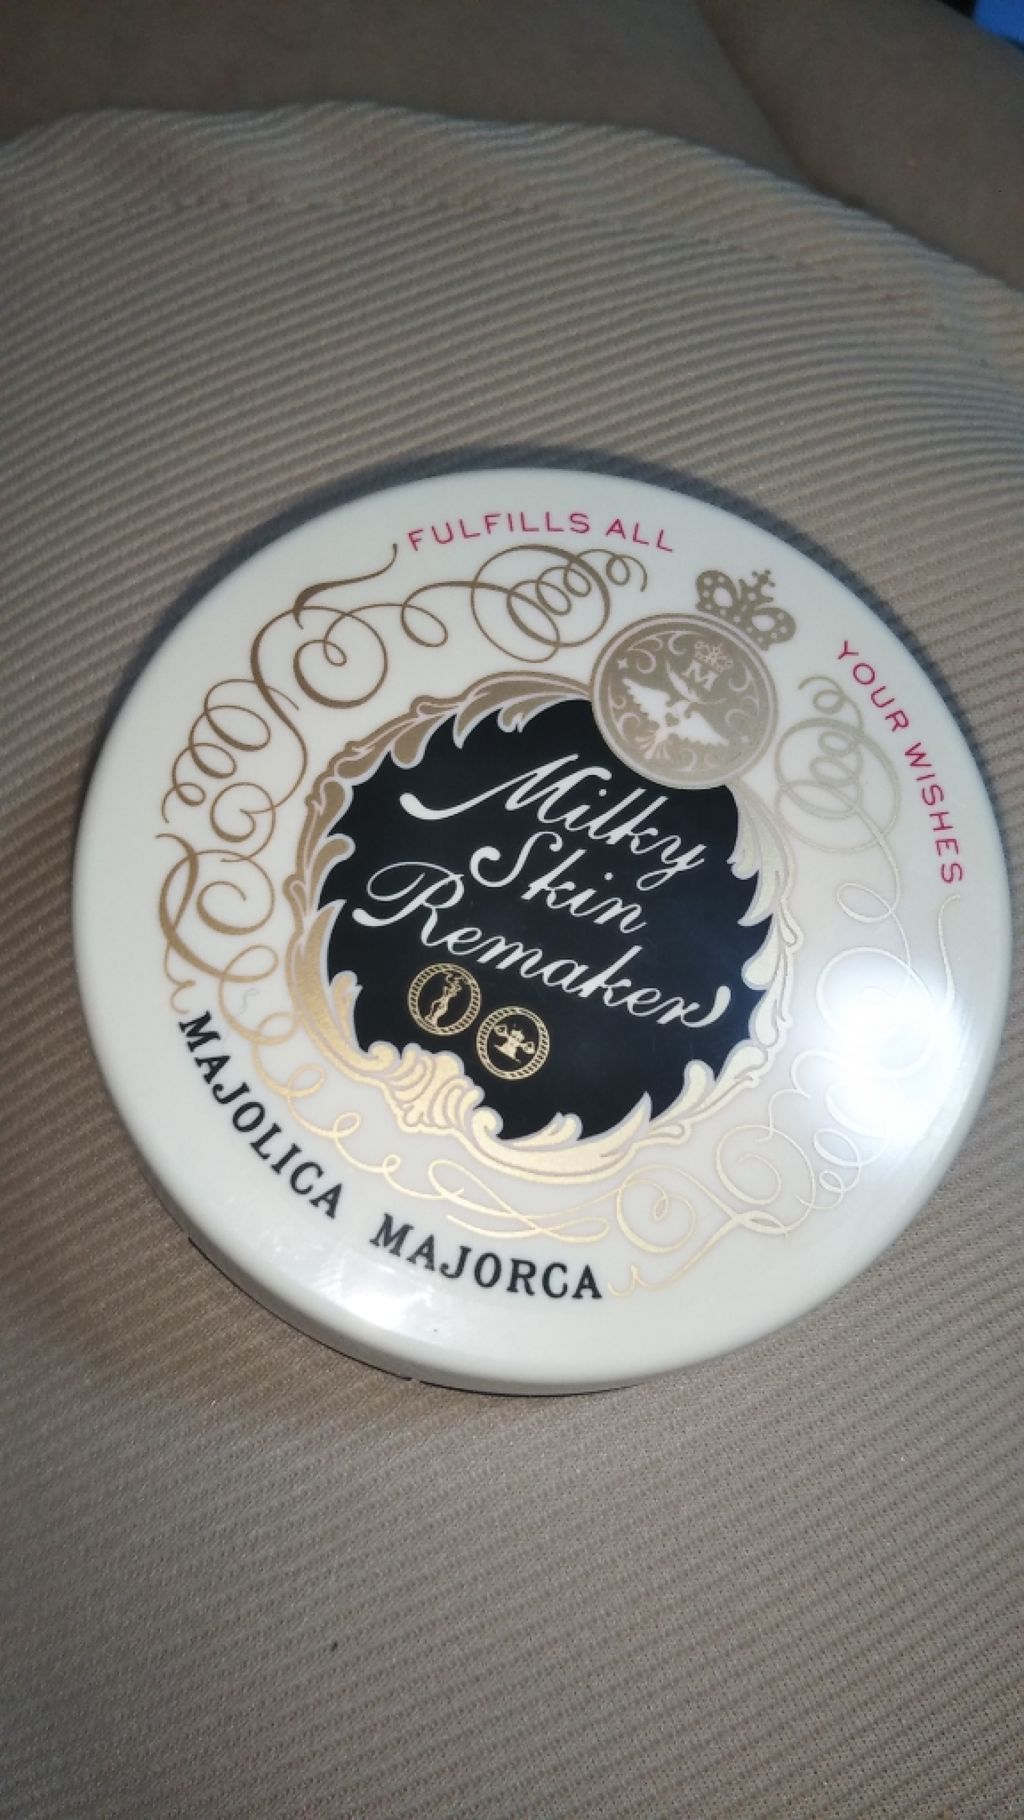 FULFILLS ALL
YOUR WISHES
M
Milky
Skin
Remaker
MAJOLICA MAJORCA